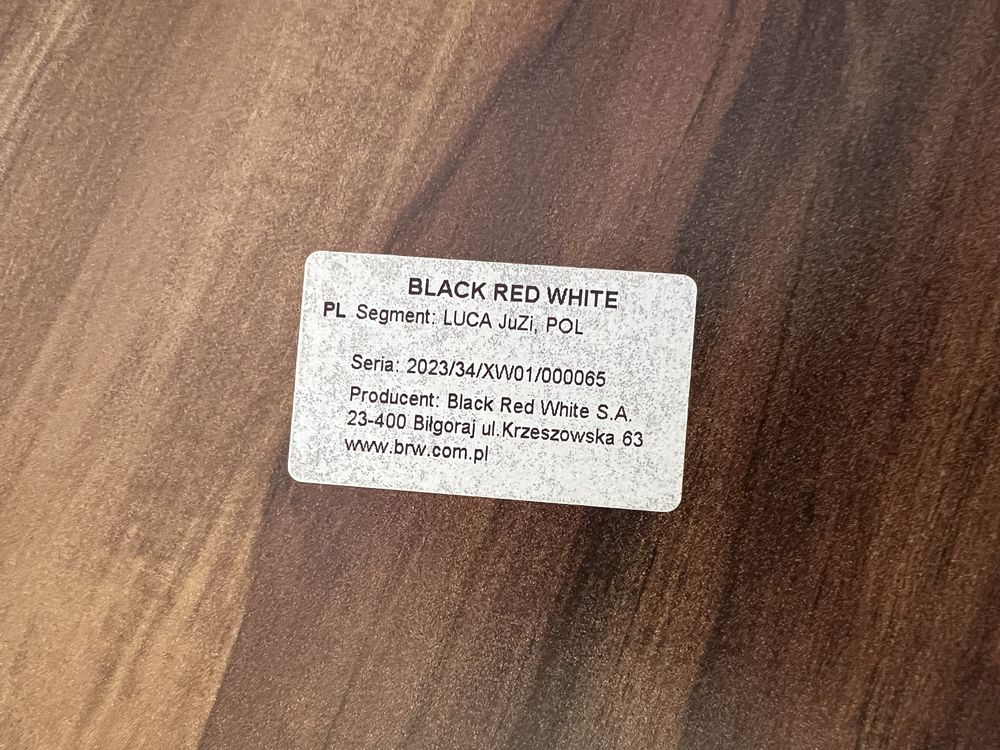 BLACK RED WHITE
PL Segment: LUCA JuZi, POL
Seria: 2023/34/XW01/000065
Producent: Black Red White S.A.
23-400 Biłgoraj ul.Krzeszowska 63
www.brw.com.pl